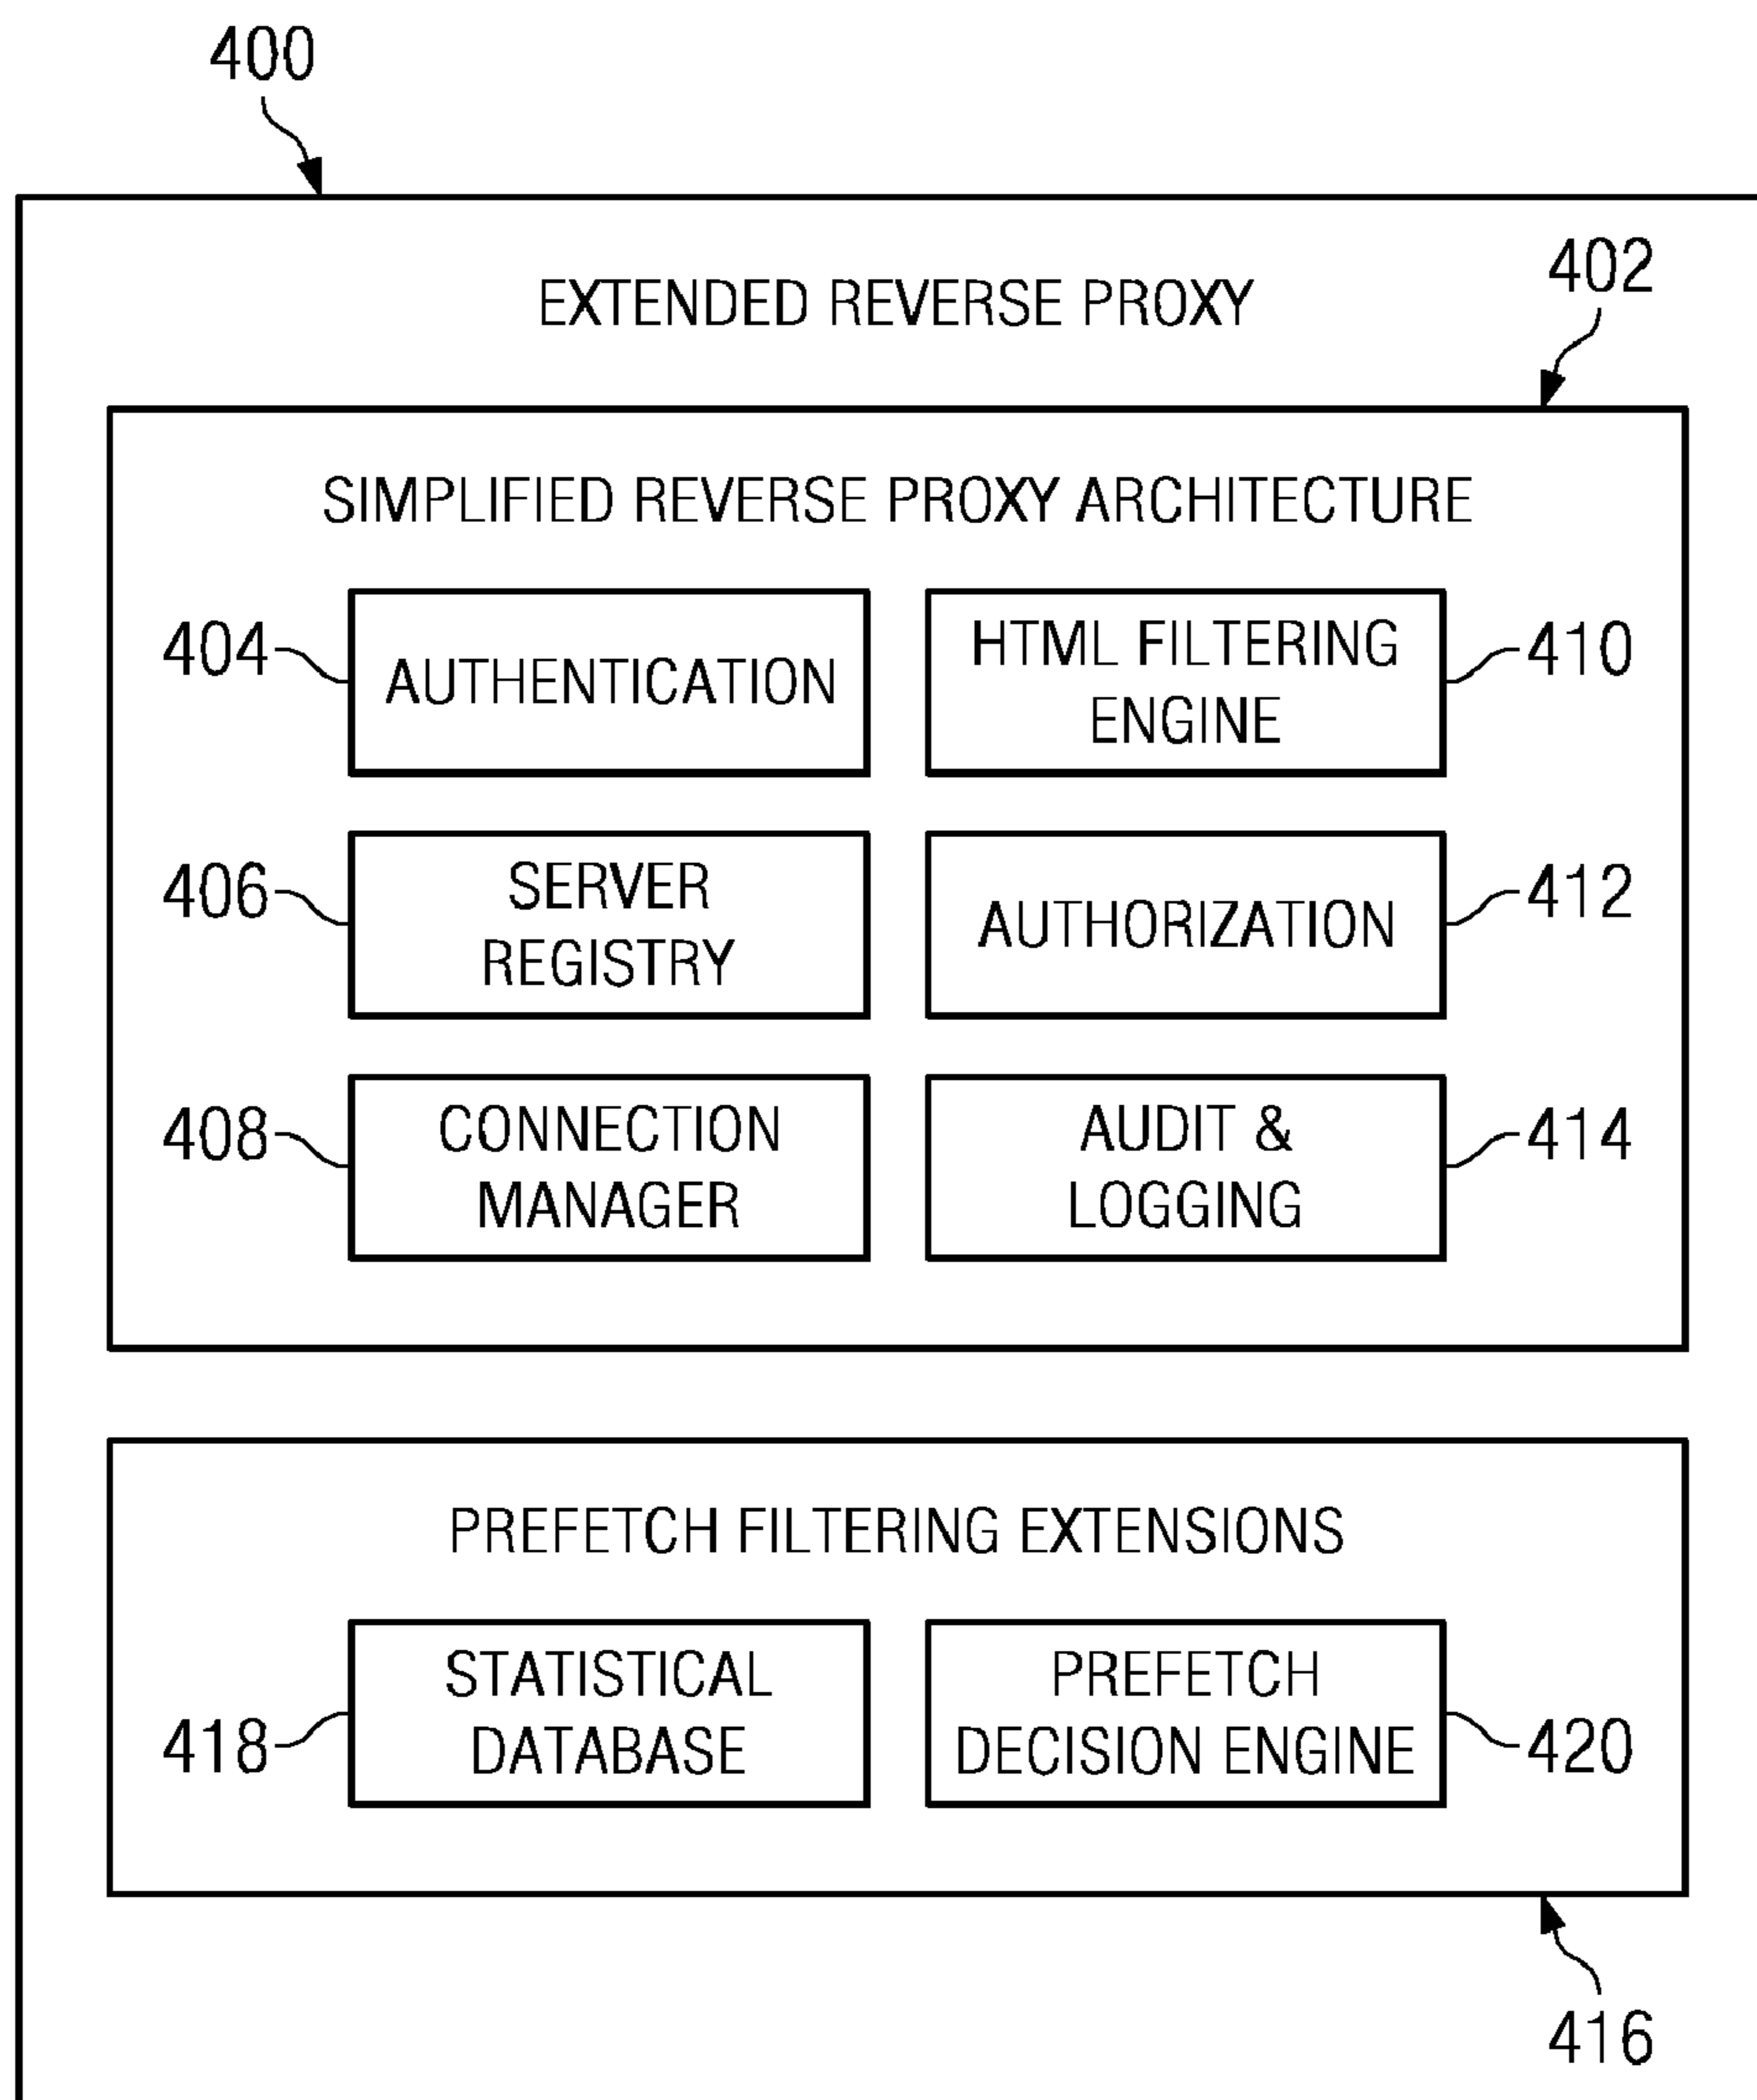 400
EXTENDED REVERSE PROXY
402
SIMPLIFIED REVERSE PROXY ARCHITECTURE
404
AUTHENTICATION
HTML FILTERING
ENGINE
410
406
SERVER
REGISTRY
AUTHORIZATION
412
408
CONNECTION
MANAGER
AUDIT &
LOGGING
414
PREFETCH FILTERING EXTENSIONS
418
STATISTICAL
DATABASE
PREFETCH
DECISION ENGINE
420
416